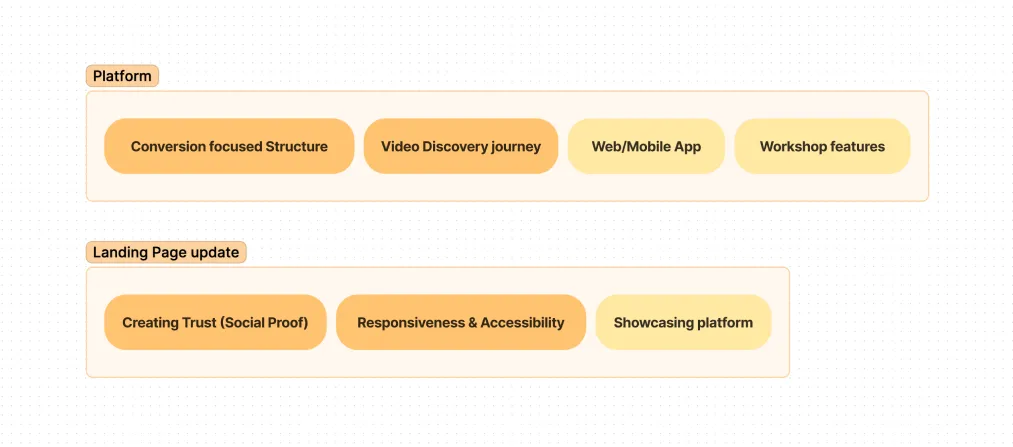 Platform
Conversion focused Structure
Video Discovery journey
Web/Mobile App
Workshop features
Landing Page update
Creating Trust (Social Proof)
Responsiveness & Accessibility
Showcasing platform